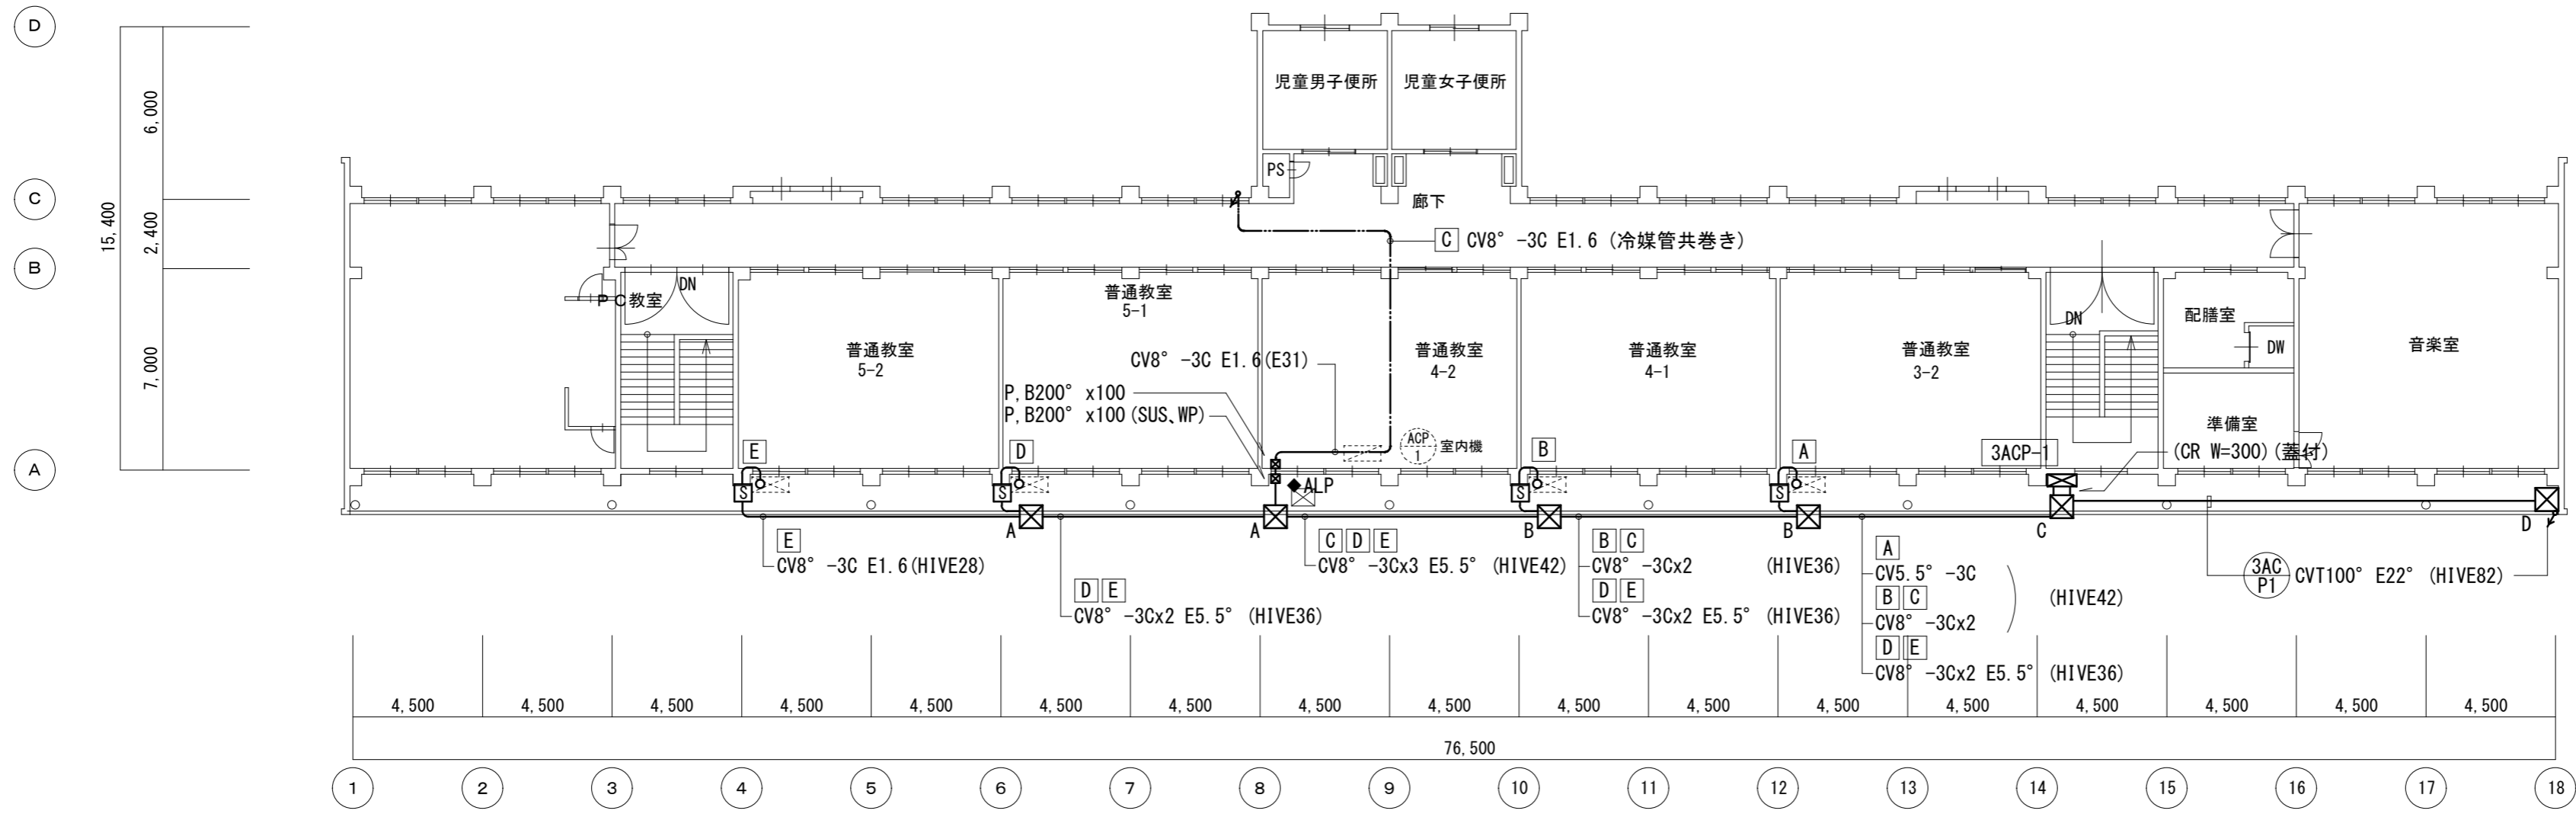 D
C
B
A
15,400
6,000
2,400
7,000
児童男子便所
児童女子便所
PS
廊下
C CV8° -3C E1.6 (冷媒管共巻き)
PC教室
DN
普通教室
5-2
普通教室
5-1
普通教室
4-2
普通教室
4-1
普通教室
3-2
DN
配膳室
DW
準備室
音楽室
CV8° -3C E1.6(E31)
P,B200° x100
P,B200° x100(SUS、WP)
ACP
1
室内機
3ACP-1
(CR W=300)(蓋付)
E
D
B
A
S
S
S
S
ALP
A
A
B
B
C
D
E
CV8° -3C E1.6(HIVE28)
D E
CV8° -3Cx2 E5.5° (HIVE36)
C D E
CV8° -3Cx3 E5.5° (HIVE42)
B C
CV8° -3Cx2 (HIVE36)
D E
CV8° -3Cx2 E5.5° (HIVE36)
A
CV5.5° -3C
B C
CV8° -3Cx2
(HIVE42)
D E
CV8° -3Cx2 E5.5° (HIVE36)
3AC
P1
CVT100° E22° (HIVE82)
4,500 4,500 4,500 4,500 4,500 4,500 4,500 4,500 4,500 4,500 4,500 4,500 4,500 4,500 4,500 4,500 4,500
76,500
1 2 3 4 5 6 7 8 9 10 11 12 13 14 15 16 17 18